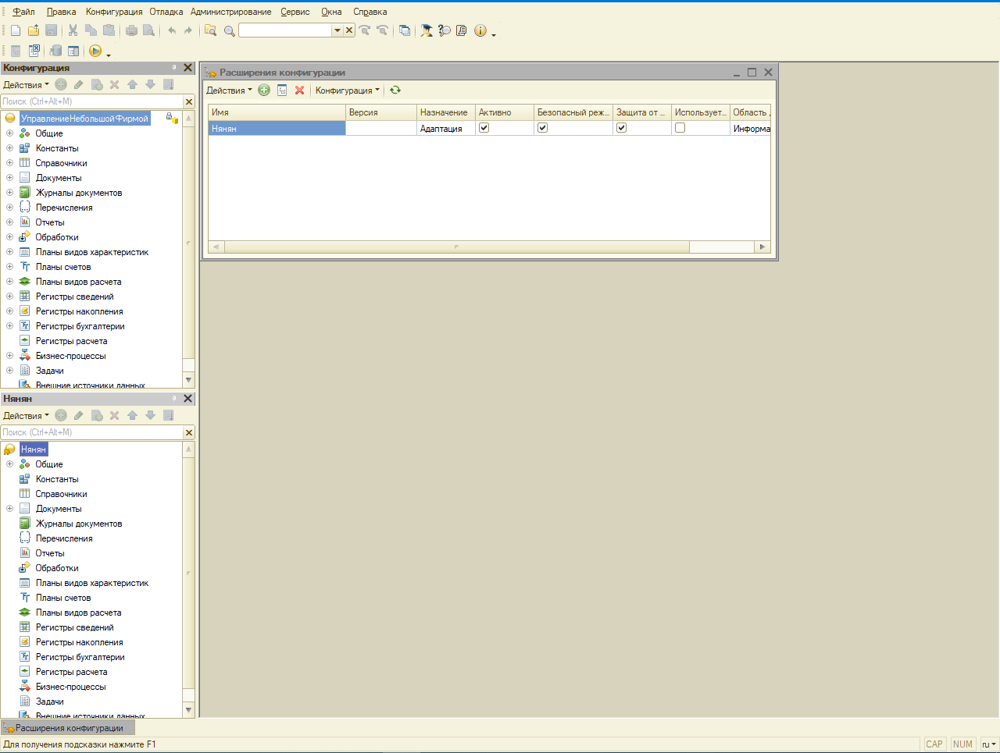 Файл Правка Конфигурация Отладка Администрирование Сервис Окна Справка
Конфигурация
Действия
Поиск (Ctrl+Alt+M)
УправлениеНебольшойФирмой
Общие
Константы
Справочники
Документы
Журналы документов
Перечисления
Отчеты
Обработки
Планы видов характеристик
Планы счетов
Планы видов расчета
Регистры сведений
Регистры накопления
Регистры бухгалтерии
Регистры расчета
Бизнес-процессы
Задачи
Внешние источники данных
Нянян
Действия
Поиск (Ctrl+Alt+M)
Нянян
Общие
Константы
Справочники
Документы
Журналы документов
Перечисления
Отчеты
Обработки
Планы видов характеристик
Планы счетов
Планы видов расчета
Регистры сведений
Регистры накопления
Регистры бухгалтерии
Регистры расчета
Бизнес-процессы
Задачи
Внешние источники данных
Расширения конфигурации
Действия Конфигурация
Имя Версия Назначение Активно Безопасный реж... Защита от ... Использует... Область
Нянян Адаптация Информа
Расширения конфигурации
Для получения подсказки нажмите F1 CAP NUM ru